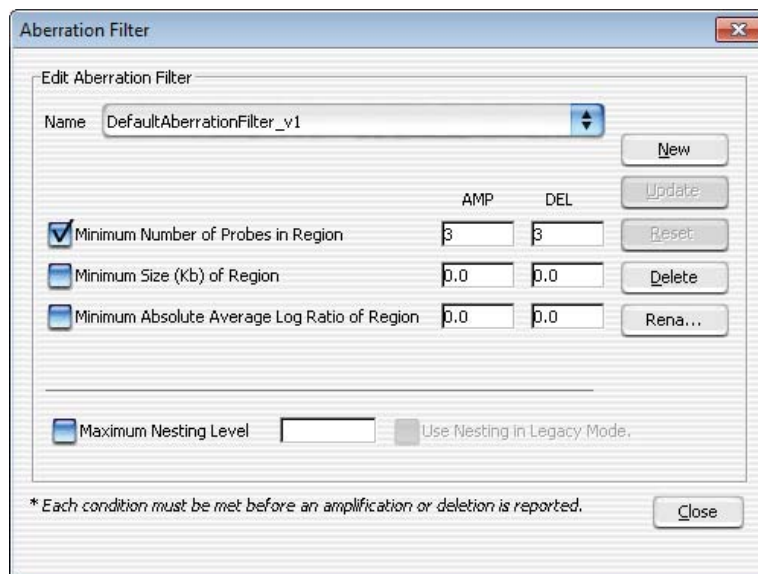 Aberration Filter
Edit Aberration Filter
Name DefaultAberrationFilter_v1
New
AMP DEL
Update
Minimum Number of Probes in Region 3 3
Reset
Minimum Size (Kb) of Region 0.0 0.0
Delete
Minimum Absolute Average Log Ratio of Region 0.0 0.0
Rena...
Maximum Nesting Level
Use Nesting in Legacy Mode.
* Each condition must be met before an amplification or deletion is reported.
Close